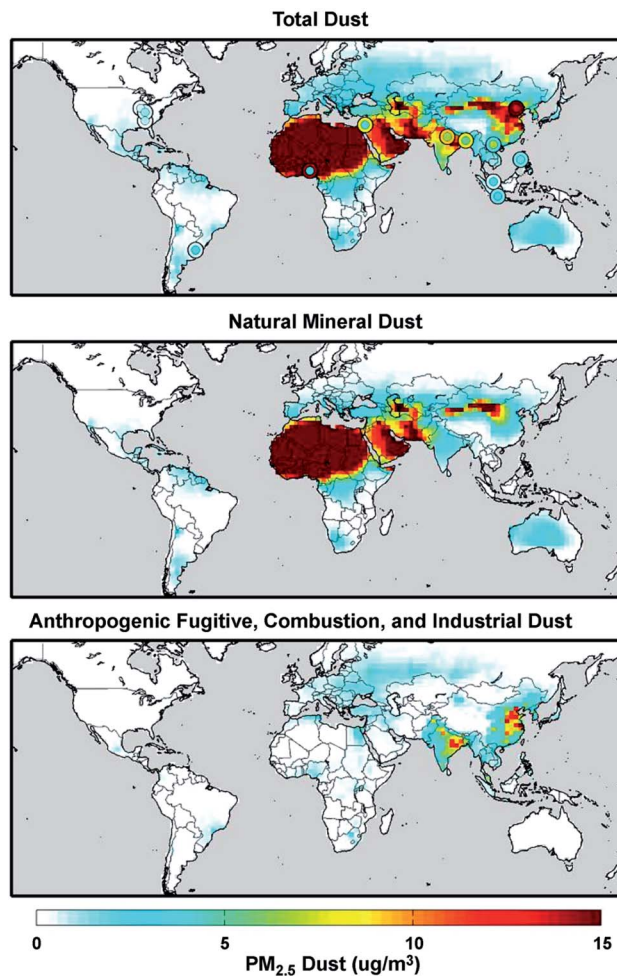 Total Dust
Natural Mineral Dust
Anthropogenic Fugitive, Combustion, and Industrial Dust
0 5 10 15
PM2.5 Dust (ug/m³)